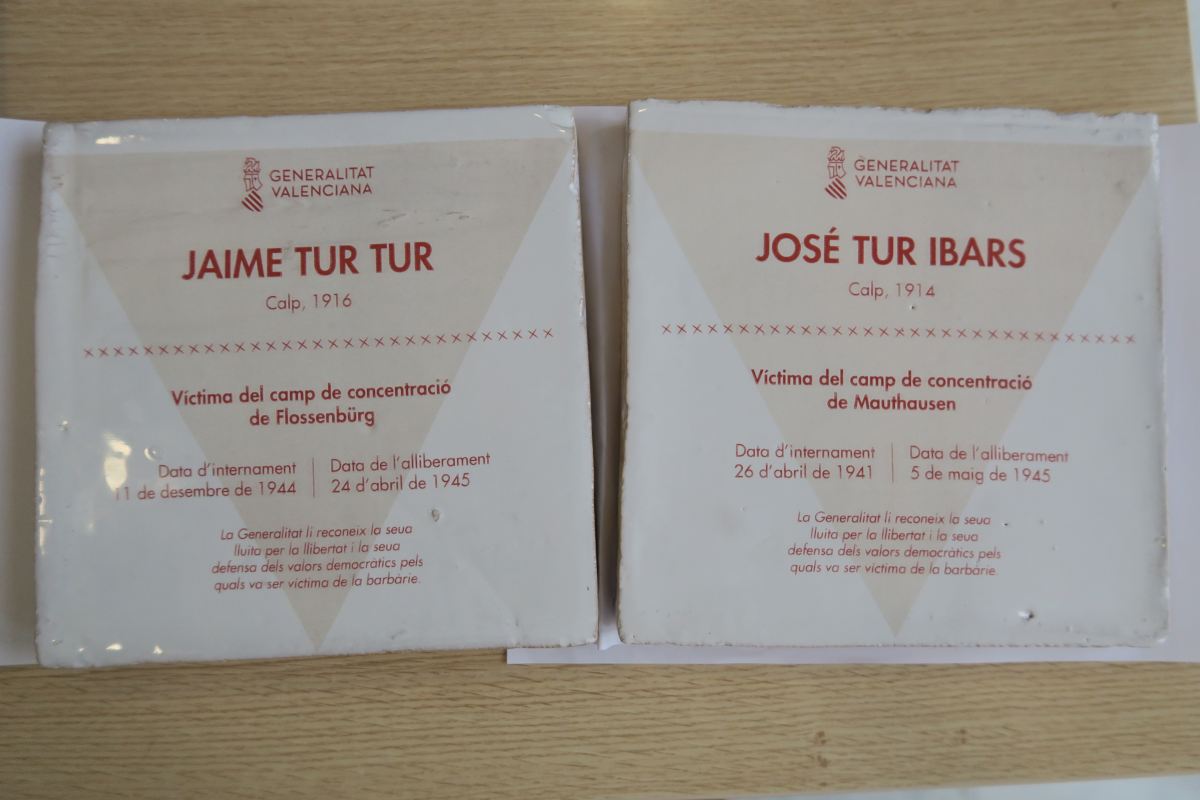 GENERALITAT
VALENCIANA
JAIME TUR TUR
Calp, 1916
××××××××××××××××××××××××××××××××
Víctima del camp de concentració
de Flossenbürg
Data d'internament
11 de desembre de 1944
Data de l'alliberament
24 d'abril de 1945
La Generalitat li reconeix la seua
lluita per la llibertat i la seua
defensa dels valors democràtics pels
quals va ser víctima de la barbàrie.
GENERALITAT
VALENCIANA
JOSÉ TUR IBARS
Calp, 1914
××××××××××××××××××××××××××××××××
Víctima del camp de concentració
de Mauthausen
Data d'internament
26 d'abril de 1941
Data de l'alliberament
5 de maig de 1945
La Generalitat li reconeix la seua
lluita per la llibertat i la seua
defensa dels valors democràtics pels
quals va ser víctima de la barbàrie.